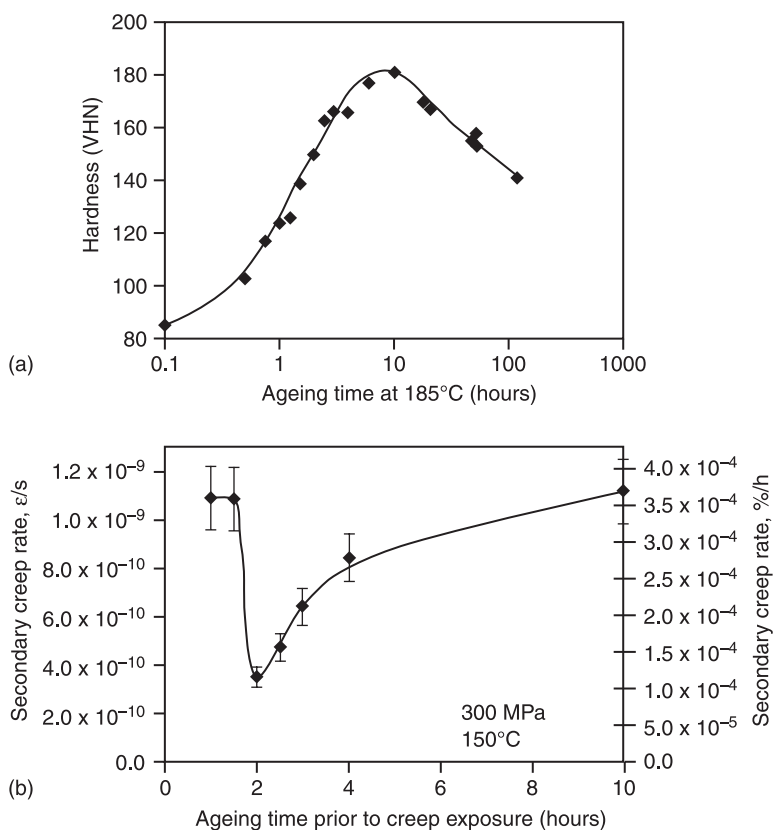 200
180
160
140
120
100
80
Hardness (VHN)
0.1 1 10 100 1000
Ageing time at 185°C (hours)
(a)
1.2 x 10⁻⁹
1.0 x 10⁻⁹
8.0 x 10⁻¹⁰
6.0 x 10⁻¹⁰
4.0 x 10⁻¹⁰
2.0 x 10⁻¹⁰
0.0
Secondary creep rate, ε/s
4.0 x 10⁻⁴
3.5 x 10⁻⁴
3.0 x 10⁻⁴
2.5 x 10⁻⁴
2.0 x 10⁻⁴
1.5 x 10⁻⁴
1.0 x 10⁻⁴
5.0 x 10⁻⁵
0.0
Secondary creep rate, %/h
300 MPa
150°C
0 2 4 6 8 10
(b)
Ageing time prior to creep exposure (hours)